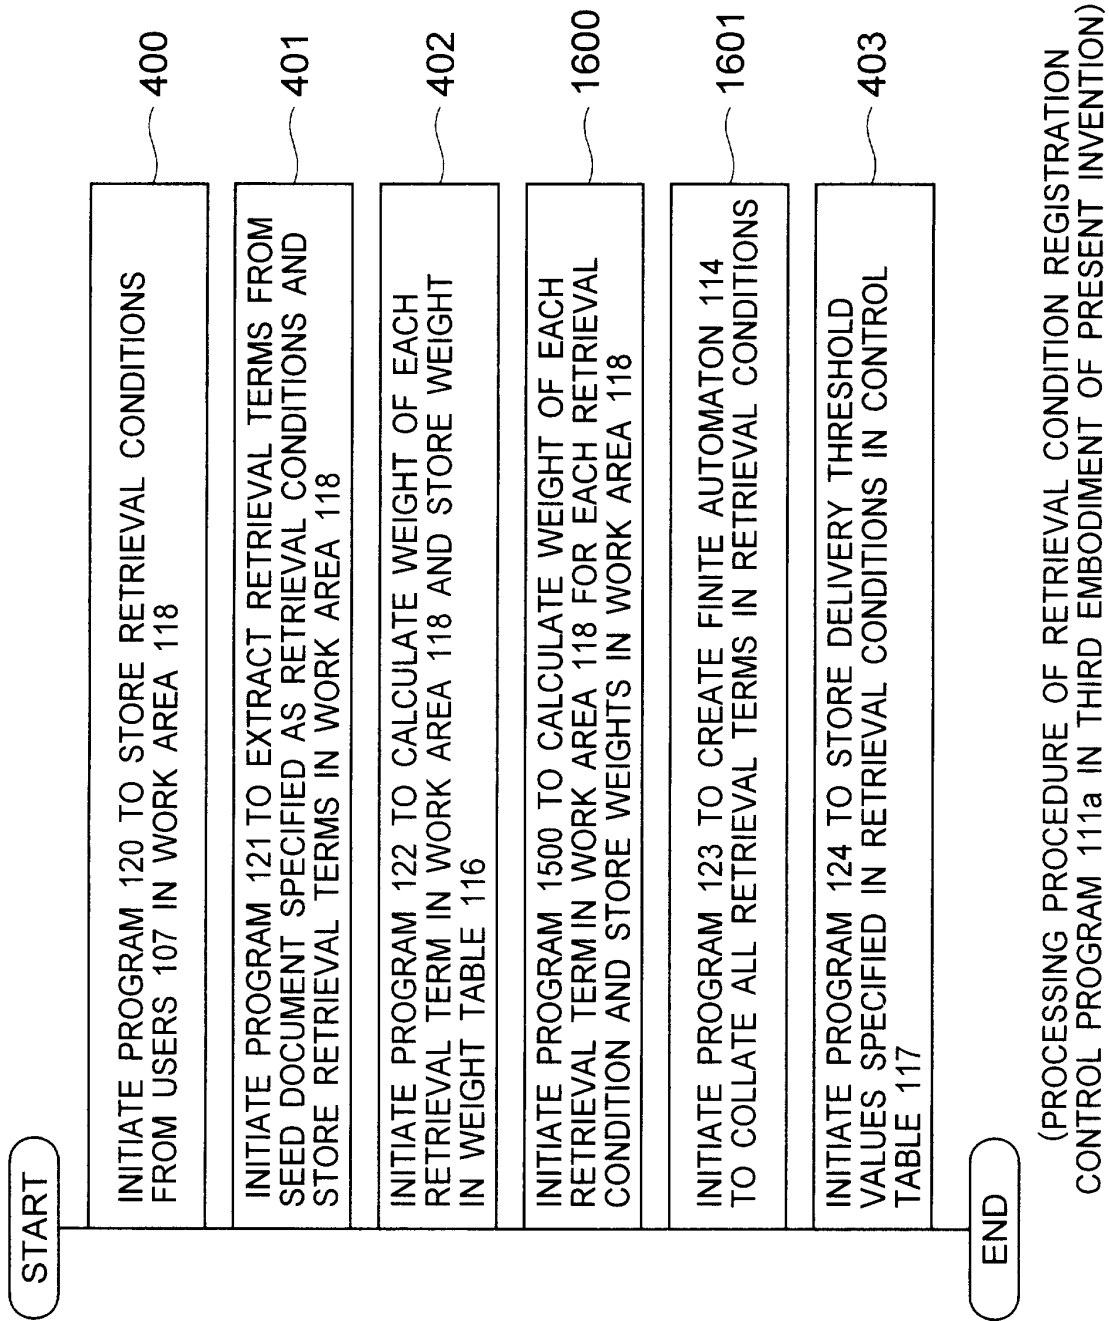 START
INITIATE PROGRAM 120 TO STORE RETRIEVAL CONDITIONS
FROM USERS 107 IN WORK AREA 118
400
INITIATE PROGRAM 121 TO EXTRACT RETRIEVAL TERMS FROM
SEED DOCUMENT SPECIFIED AS RETRIEVAL CONDITIONS AND
STORE RETRIEVAL TERMS IN WORK AREA 118
401
INITIATE PROGRAM 122 TO CALCULATE WEIGHT OF EACH
RETRIEVAL TERM IN WORK AREA 118 AND STORE WEIGHT
IN WEIGHT TABLE 116
402
INITIATE PROGRAM 1500 TO CALCULATE WEIGHT OF EACH
RETRIEVAL TERM IN WORK AREA 118 FOR EACH RETRIEVAL
CONDITION AND STORE WEIGHTS IN WORK AREA 118
1600
INITIATE PROGRAM 123 TO CREATE FINITE AUTOMATON 114
TO COLLATE ALL RETRIEVAL TERMS IN RETRIEVAL CONDITIONS
1601
INITIATE PROGRAM 124 TO STORE DELIVERY THRESHOLD
VALUES SPECIFIED IN RETRIEVAL CONDITIONS IN CONTROL
TABLE 117
403
END
(PROCESSING PROCEDURE OF RETRIEVAL CONDITION REGISTRATION
CONTROL PROGRAM 111a IN THIRD EMBODIMENT OF PRESENT INVENTION)